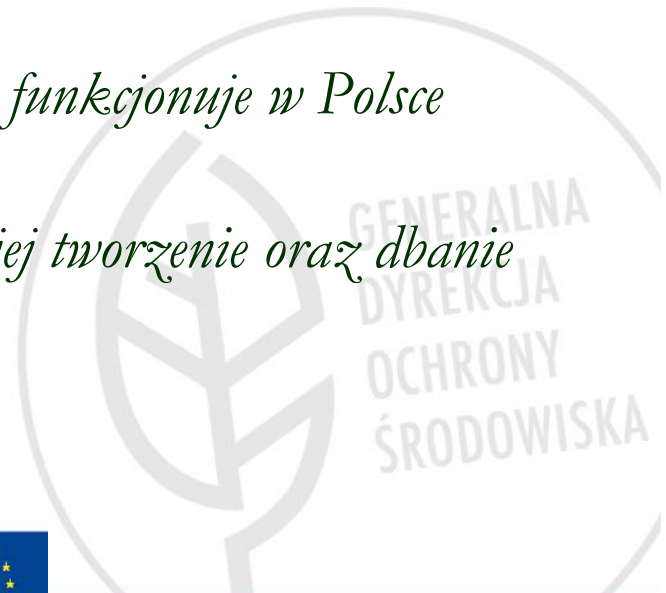 funkcjonuje w Polsce
jej tworzenie oraz dbanie
GENERALNA
DYREKCJA
OCHRONY
ŚRODOWISKA